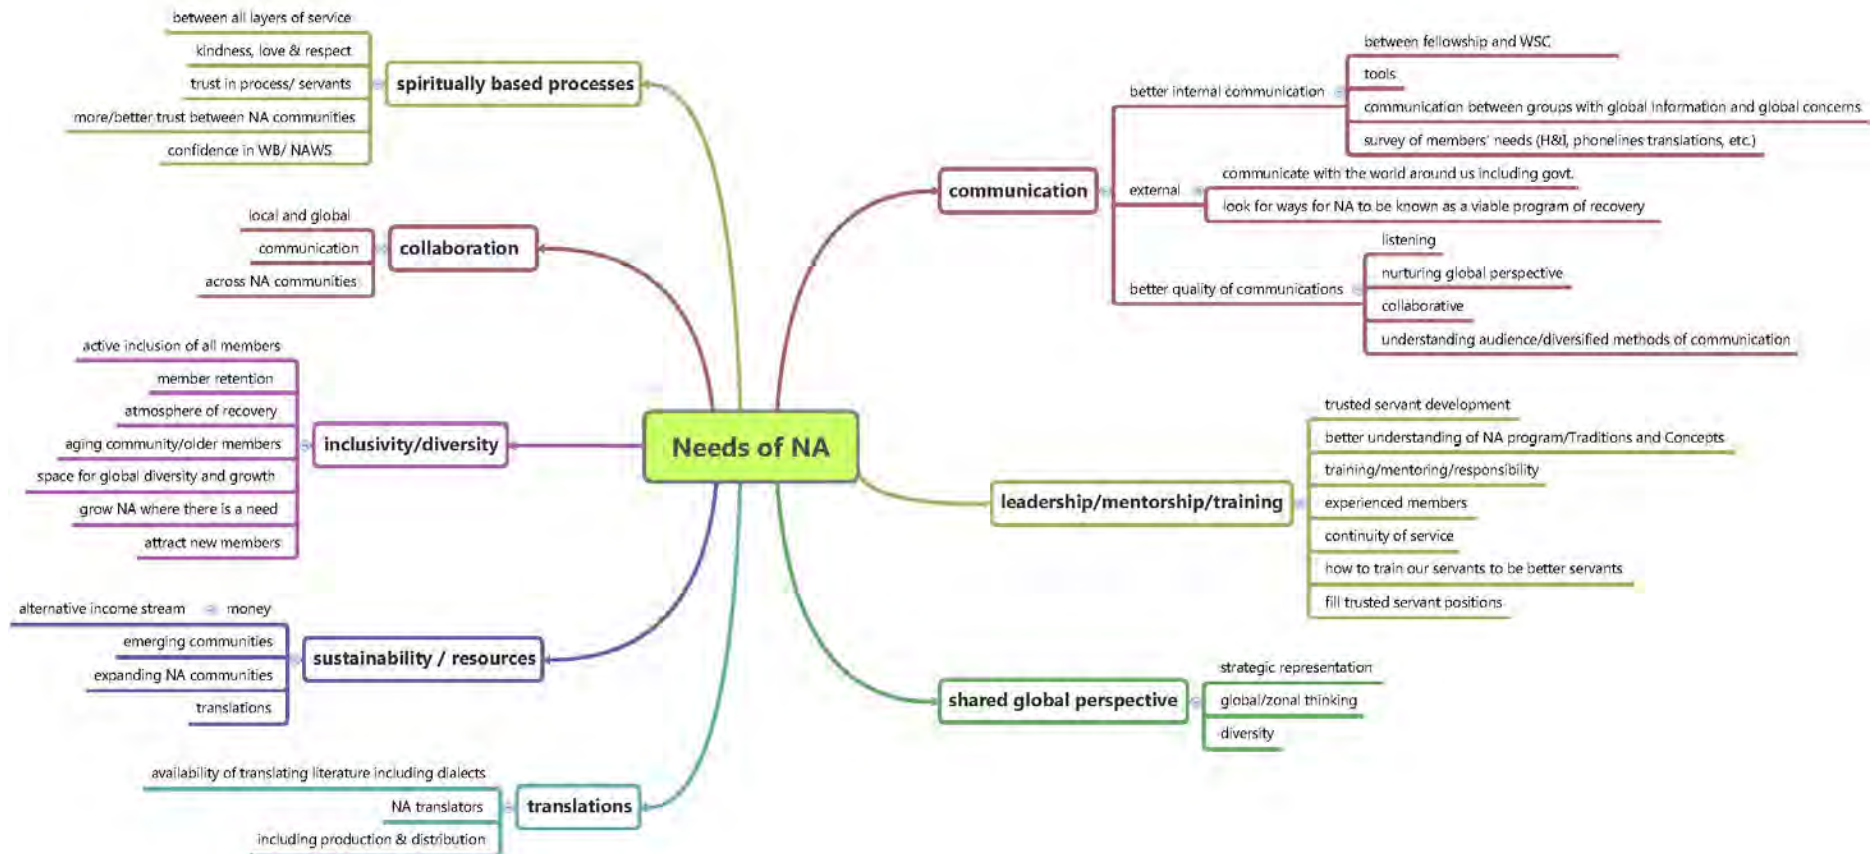 Needs of NA
spiritually based processes
between all layers of service
kindness, love & respect
trust in process/ servants
more/better trust between NA communities
confidence in WB/ NAWS
collaboration
local and global
communication
across NA communities
inclusivity/diversity
active inclusion of all members
member retention
atmosphere of recovery
aging community/older members
space for global diversity and growth
grow NA where there is a need
attract new members
sustainability / resources
money
alternative income stream
emerging communities
expanding NA communities
translations
translations
availability of translating literature including dialects
NA translators
including production & distribution
communication
better internal communication
between fellowship and WSC
tools
communication between groups with global information and global concerns
survey of members' needs (H&I, phonelines translations, etc.)
external
communicate with the world around us including govt.
look for ways for NA to be known as a viable program of recovery
better quality of communications
listening
nurturing global perspective
collaborative
understanding audience/diversified methods of communication
leadership/mentorship/training
trusted servant development
better understanding of NA program/Traditions and Concepts
training/mentoring/responsibility
experienced members
continuity of service
how to train our servants to be better servants
fill trusted servant positions
shared global perspective
strategic representation
global/zonal thinking
diversity